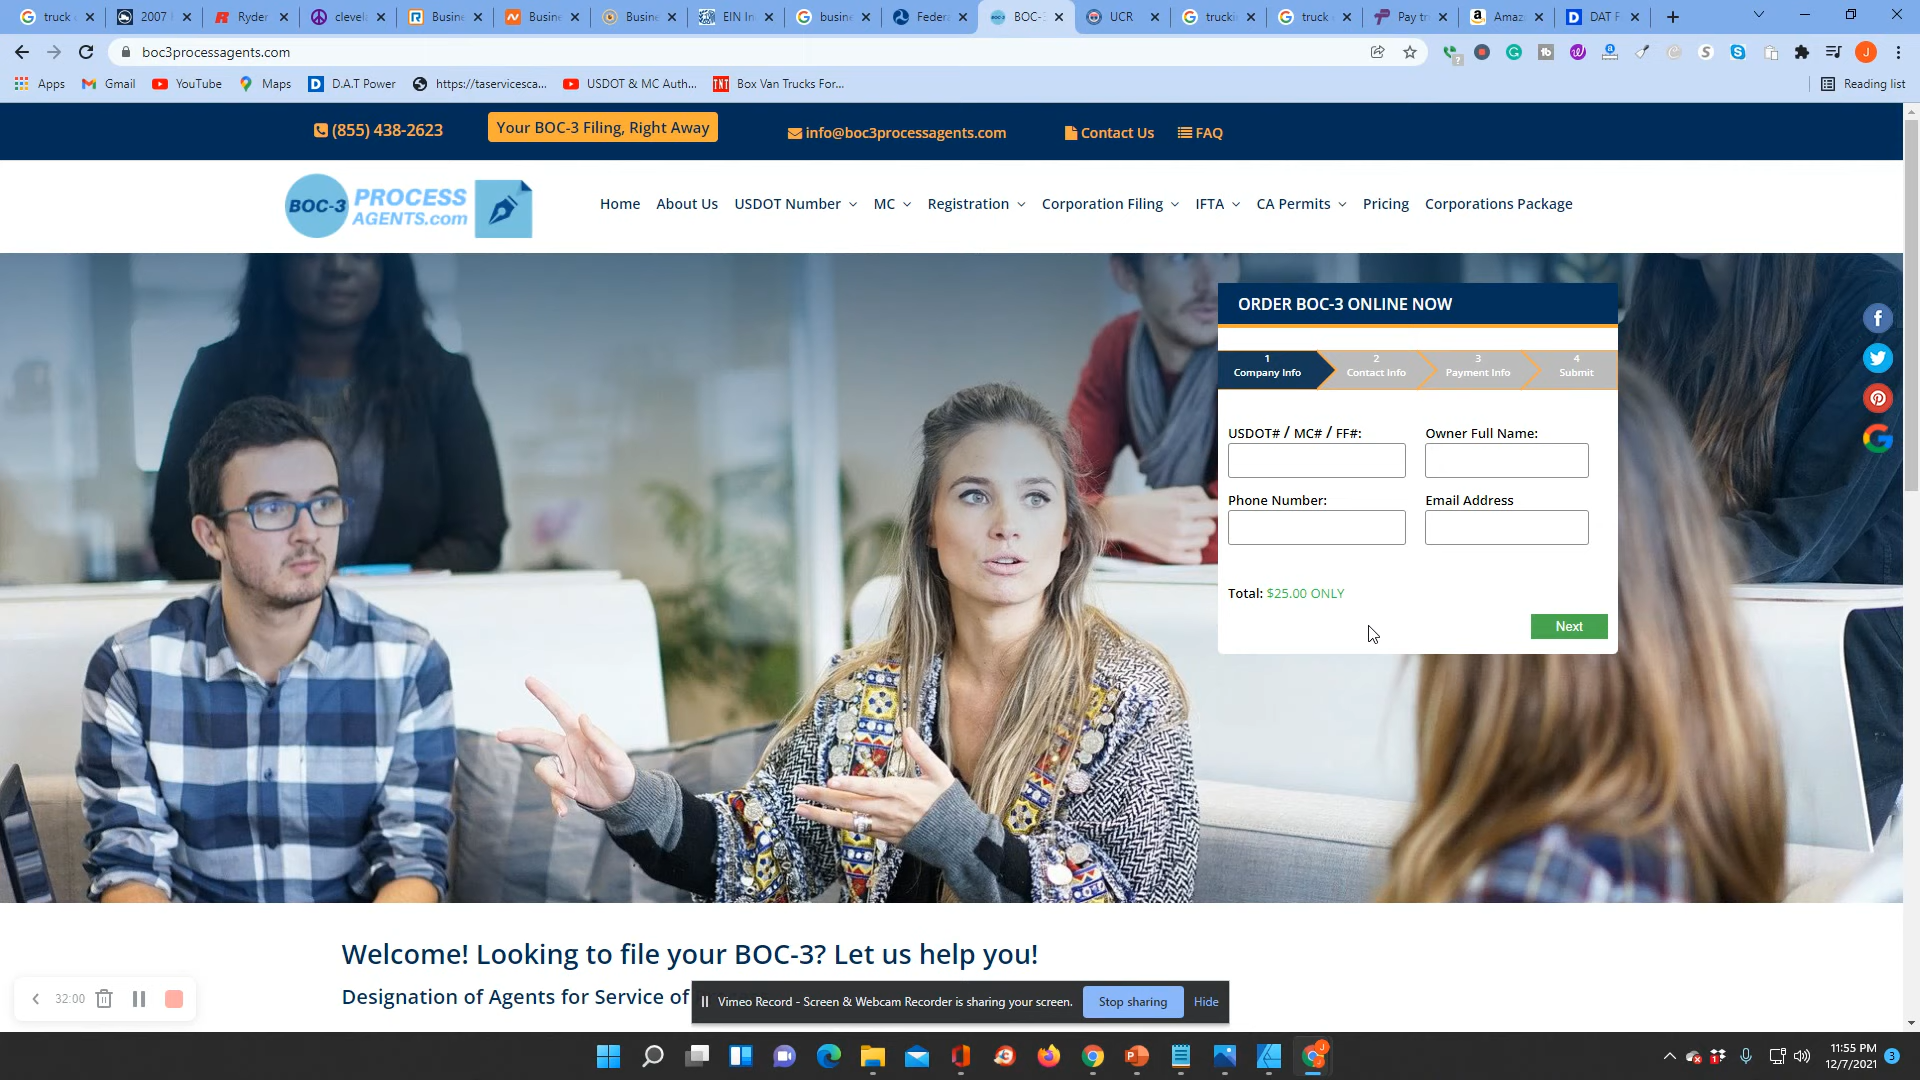 truck
2007
Ryder
clevel
Busine
Busine
Busine
EIN In
busine
Federa
BOC-
UCR
trucki
truck
Pay tr
Amaz
DAT F
boc3processagents.com
Apps
Gmail
YouTube
Maps
D.A.T Power
https://taservicesca...
USDOT & MC Auth...
Box Van Trucks For...
Reading list
(855) 438-2623
Your BOC-3 Filing, Right Away
info@boc3processagents.com
Contact Us
FAQ
BOC-3 PROCESS
AGENTS.com
Home
About Us
USDOT Number
MC
Registration
Corporation Filing
IFTA
CA Permits
Pricing
Corporations Package
ORDER BOC-3 ONLINE NOW
1
Company Info
2
Contact Info
3
Payment Info
4
Submit
USDOT# / MC# / FF#:
Owner Full Name:
Phone Number:
Email Address
Total: $25.00 ONLY
Next
Welcome! Looking to file your BOC-3? Let us help you!
Designation of Agents for Service of
32:00
Vimeo Record - Screen & Webcam Recorder is sharing your screen.
Stop sharing
Hide
11:55 PM
12/7/2021
3